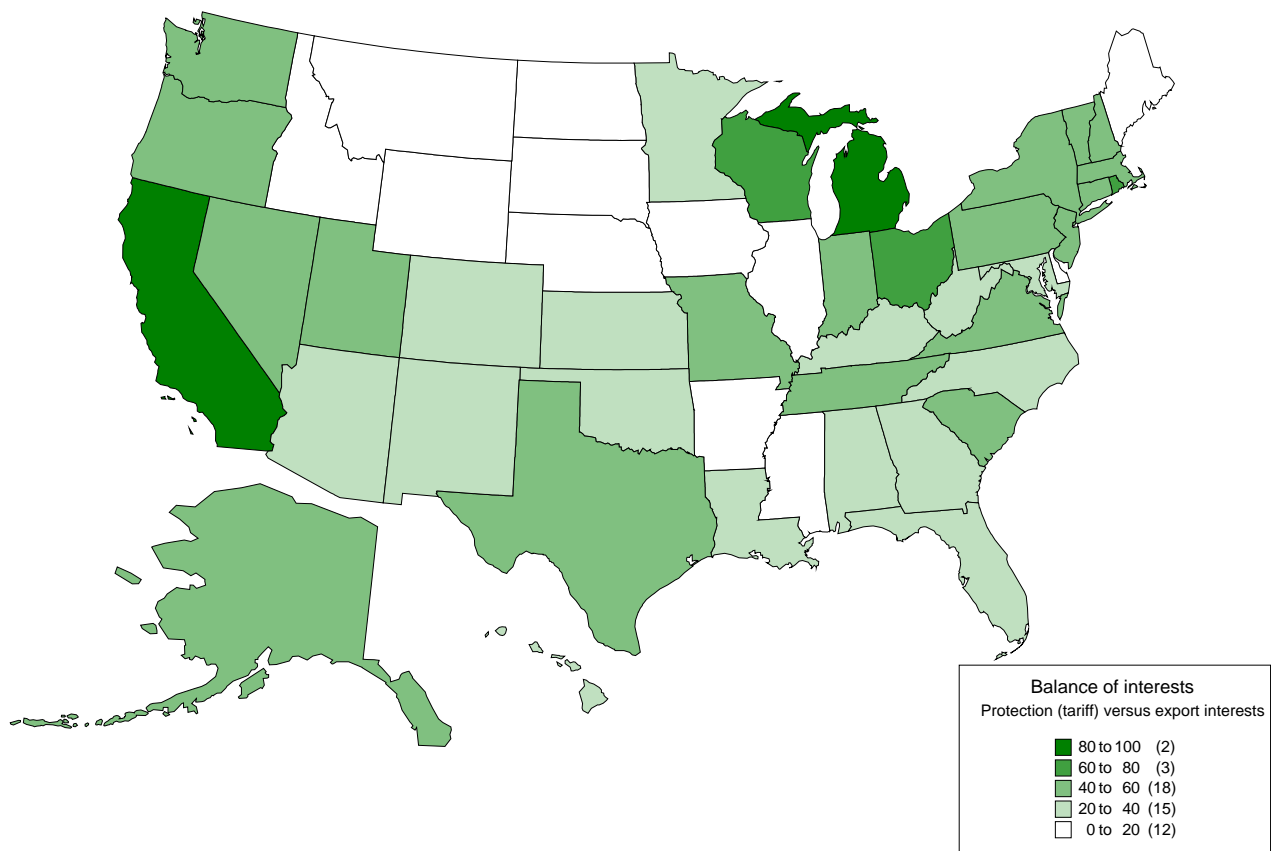 Balance of interests
Protection (tariff) versus export interests
80 to 100 (2)
60 to 80 (3)
40 to 60 (18)
20 to 40 (15)
0 to 20 (12)